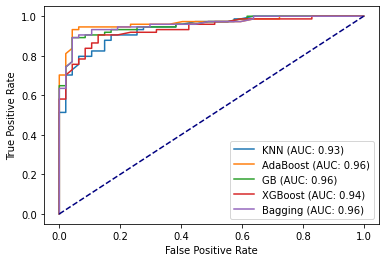 1.0
0.8
0.6
0.4
0.2
0.0
True Positive Rate
KNN (AUC: 0.93)
AdaBoost (AUC: 0.96)
GB (AUC: 0.96)
XGBoost (AUC: 0.94)
Bagging (AUC: 0.96)
0.0 0.2 0.4 0.6 0.8 1.0
False Positive Rate